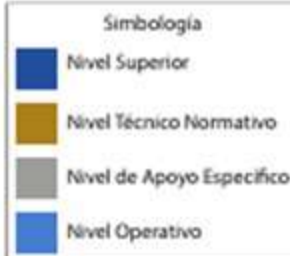 Simbología
Nivel Superior
Nivel Técnico Normativo
Nivel de Apoyo Específico
Nivel Operativo